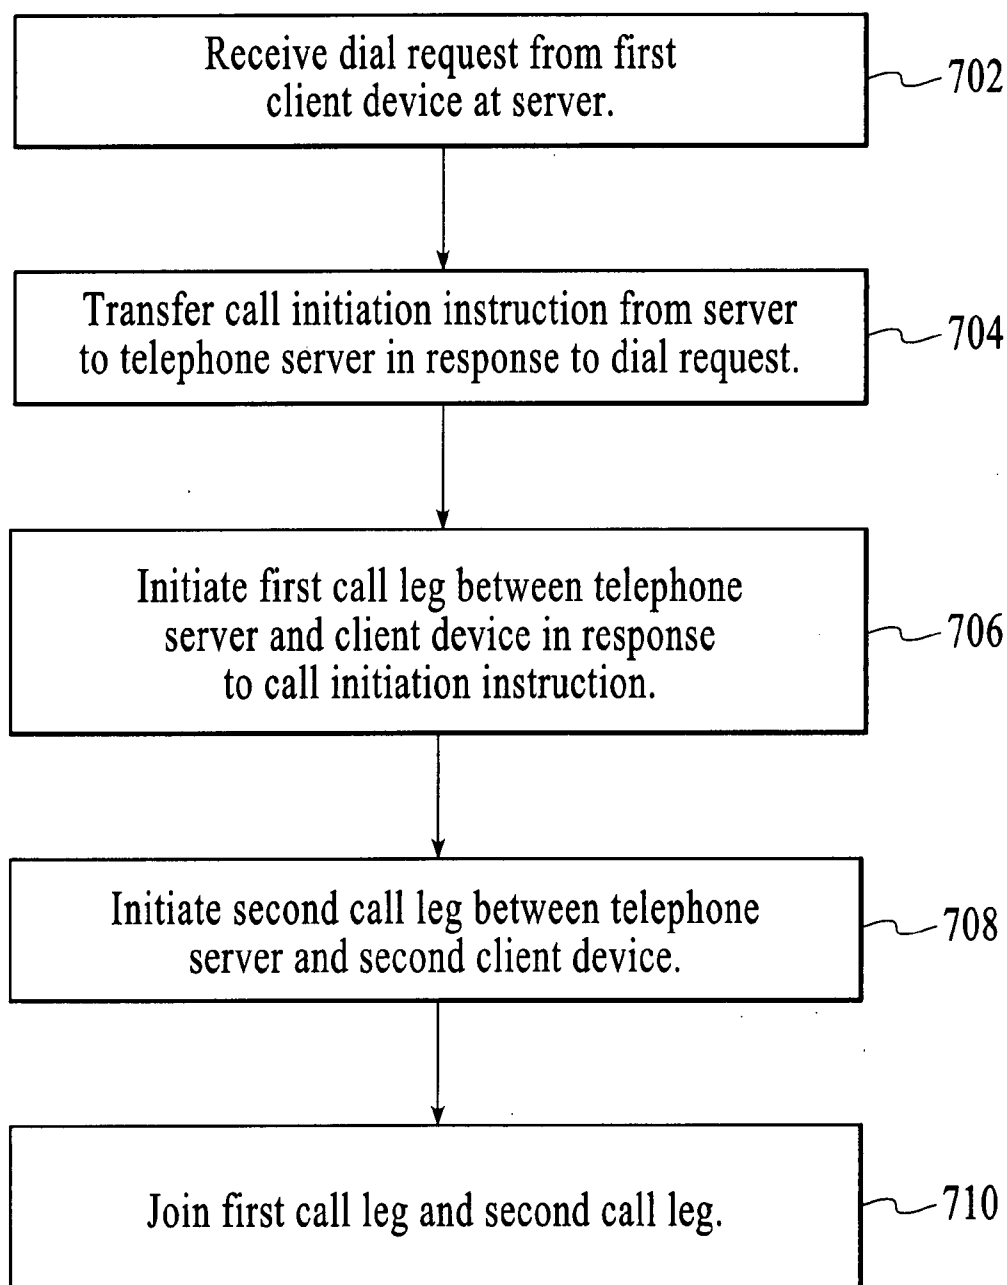 Receive dial request from first
client device at server.
702
Transfer call initiation instruction from server
to telephone server in response to dial request.
704
Initiate first call leg between telephone
server and client device in response
to call initiation instruction.
706
Initiate second call leg between telephone
server and second client device.
708
Join first call leg and second call leg.
710